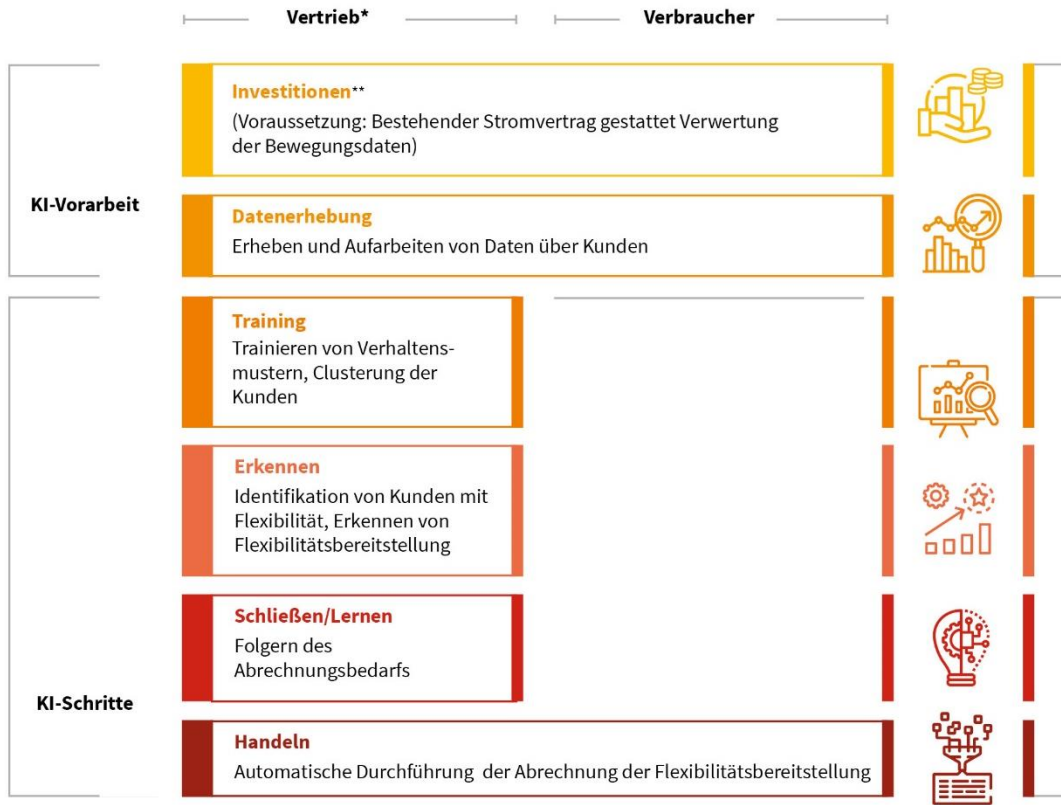 Vertrieb*
Verbraucher
KI-Vorarbeit
Investitionen**
(Voraussetzung: Bestehender Stromvertrag gestattet Verwertung
der Bewegungsdaten)
Datenerhebung
Erheben und Aufarbeiten von Daten über Kunden
KI-Schritte
Training
Trainieren von Verhaltens-
mustern, Clusterung der
Kunden
Erkennen
Identifikation von Kunden mit
Flexibilität, Erkennen von
Flexibilitätsbereitstellung
Schließen/Lernen
Folgern des
Abrechnungsbedarfs
Handeln
Automatische Durchführung der Abrechnung der Flexibilitätsbereitstellung